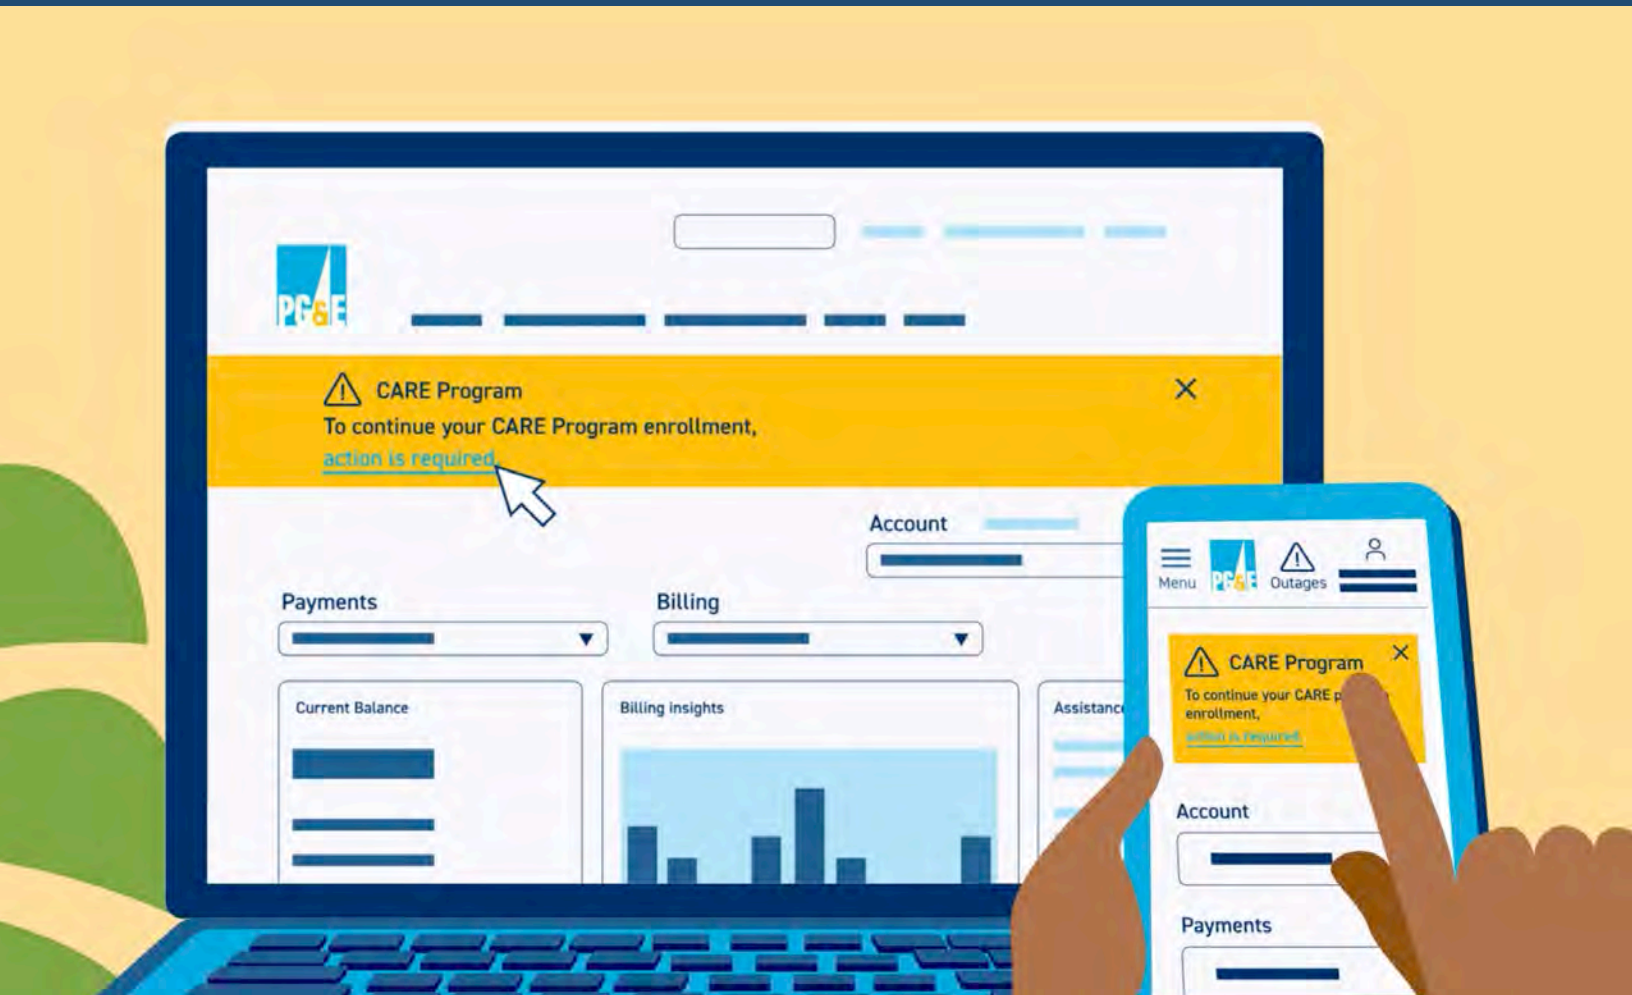 PG&E
CARE Program
To continue your CARE Program enrollment,
action is required
Account
Payments
Billing
Current Balance
Billing insights
Assistance
Menu
PG&E
Outages
CARE Program
To continue your CARE
enrollment,
action is required
Account
Payments